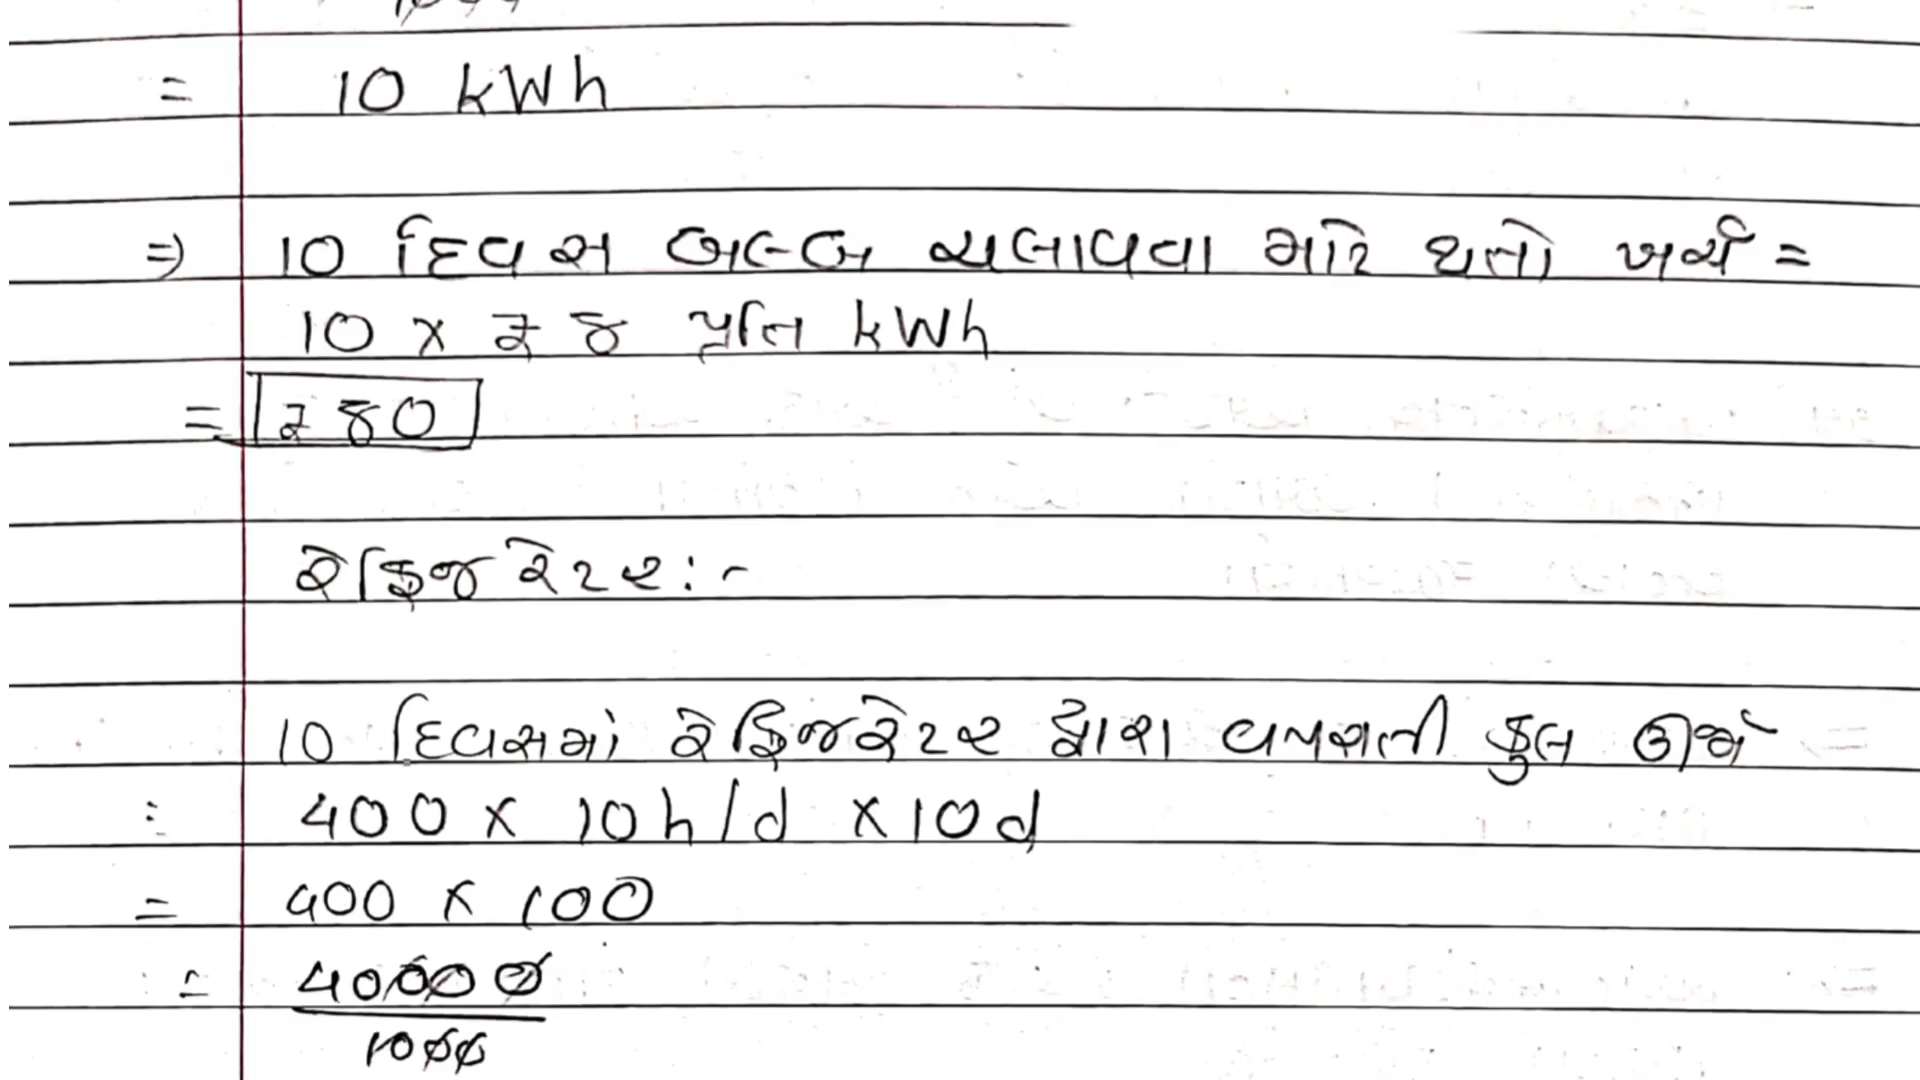 = 10 kWh
⇒ 10 દિવસ બલ્બ ચલાવવા માટે થતો ખર્ચ =
10 × ₹ 8 પ્રતિ kWh
= ₹ 80
રેફ્રિજરેટર:-
10 દિવસમાં રેફ્રિજરેટર દ્વારા વપરાતી કુલ ઊર્જા
= 400 × 10 h/d × 10 d
= 400 × 100
= 40000
1000